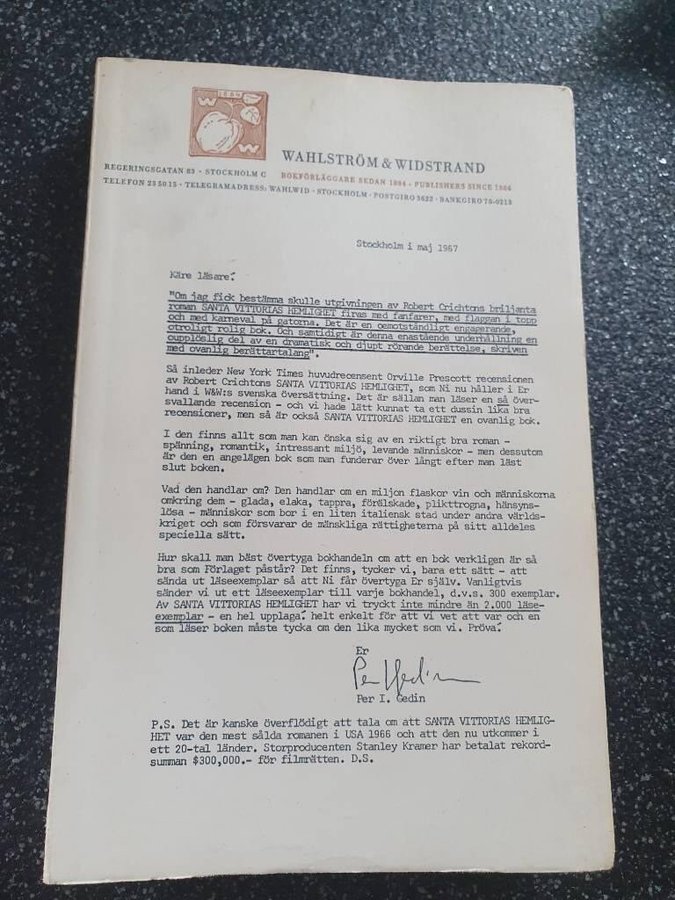 1884
W W
WAHLSTRÖM & WIDSTRAND
REGERINGSGATAN 83 · STOCKHOLM C BOKFÖRLÄGGARE SEDAN 1884 · PUBLISHERS SINCE 1884
TELEFON 23 50 15 · TELEGRAMADRESS: WAHLWID · STOCKHOLM · POSTGIRO 3622 · BANKGIRO 70-0213
Stockholm i maj 1967
Käre läsare!
"Om jag fick bestämma skulle utgivningen av Robert Crichtons briljanta
roman SANTA VITTORIAS HEMLIGHET firas med fanfarer, med flaggan i topp
och med karneval på gatorna. Det är en oemotståndligt engagerande,
otroligt rolig bok. Och samtidigt är denna enastående underhållning en
oupplöslig del av en dramatisk och djupt rörande berättelse, skriven
med ovanlig berättartalang".
Så inleder New York Times huvudrecensent Orville Prescott recensionen
av Robert Crichtons SANTA VITTORIAS HEMLIGHET, som Ni nu håller i Er
hand i W&W:s svenska översättning. Det är sällan man läser en så över-
svallande recension - och vi hade lätt kunnat ta ett dussin lika bra
recensioner, men så är också SANTA VITTORIAS HEMLIGHET en ovanlig bok.
I den finns allt som man kan önska sig av en riktigt bra roman -
spänning, romantik, intressant miljö, levande människor - men dessutom
är den en angelägen bok som man funderar över långt efter man läst
slut boken.
Vad den handlar om? Den handlar om en miljon flaskor vin och människorna
omkring dem - glada, elaka, tappra, förälskade, plikttrogna, hänsyns-
lösa - människor som bor i en liten italiensk stad under andra världs-
kriget och som försvarar de mänskliga rättigheterna på sitt alldeles
speciella sätt.
Hur skall man bäst övertyga bokhandeln om att en bok verkligen är så
bra som Förlaget påstår? Det finns, tycker vi, bara ett sätt - att
sända ut läseexemplar så att Ni får övertyga Er själv. Vanligtvis
sänder vi ut ett läseexemplar till varje bokhandel, d.v.s. 300 exemplar.
Av SANTA VITTORIAS HEMLIGHET har vi tryckt inte mindre än 2.000 läse-
exemplar - en hel upplaga! helt enkelt för att vi vet att var och en
som läser boken måste tycka om den lika mycket som vi. Pröva!
Er
Per I Gedin
Per I. Gedin
P.S. Det är kanske överflödigt att tala om att SANTA VITTORIAS HEMLIG-
HET var den mest sålda romanen i USA 1966 och att den nu utkommer i
ett 20-tal länder. Storproducenten Stanley Kramer har betalat rekord-
summan $300,000.- för filmrätten. D.S.